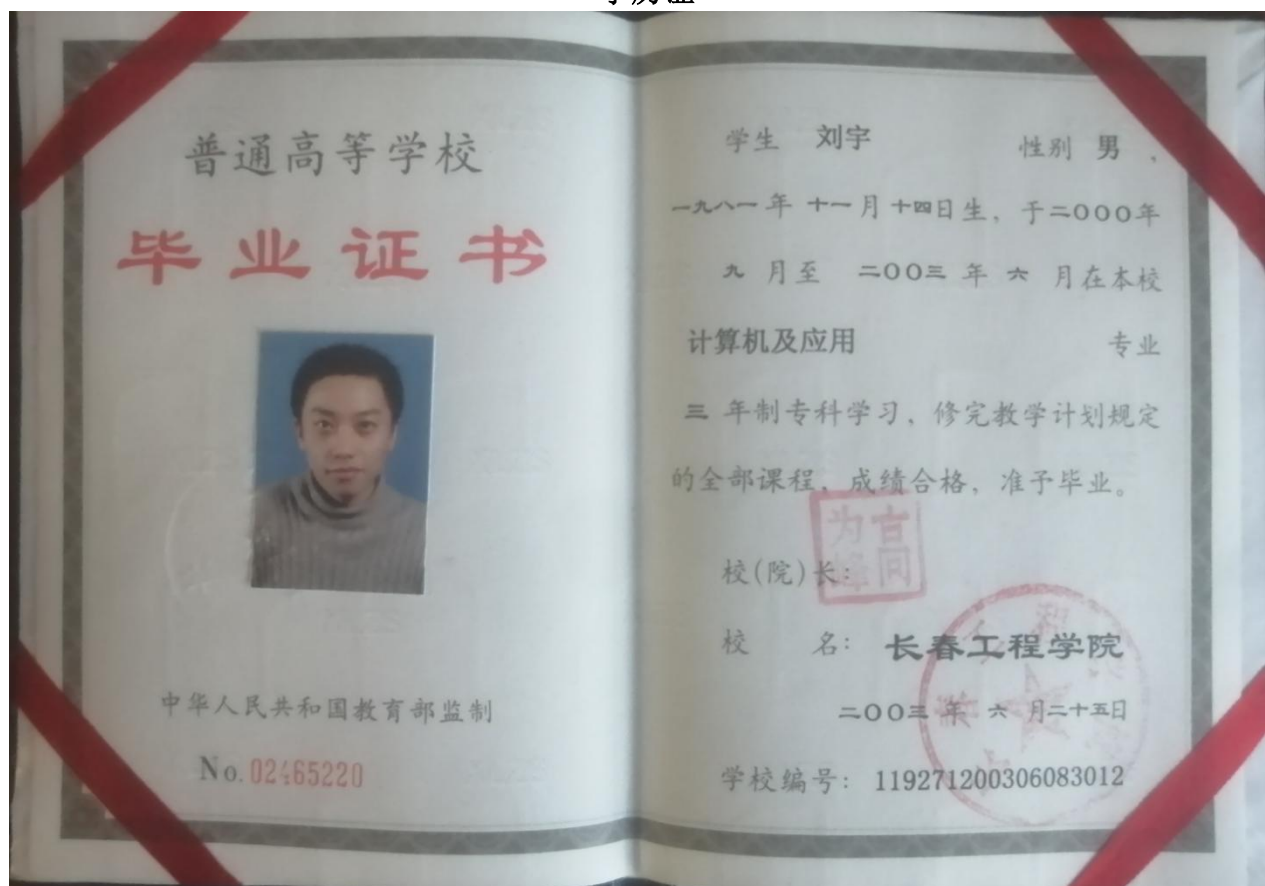 普通高等学校
毕业证书
中华人民共和国教育部监制
No. 02465220
学生 刘宇 性别 男 ，
一九八一年 十一月十四日生，于二000年
九 月至 二00三 年 六 月在本校
计算机及应用 专业
三 年制专科学习，修完教学计划规定
的全部课程，成绩合格，准予毕业。
校(院)长：
校 名： 长春工程学院
二00三 年 六 月二十五日
学校编号： 119271200306083012